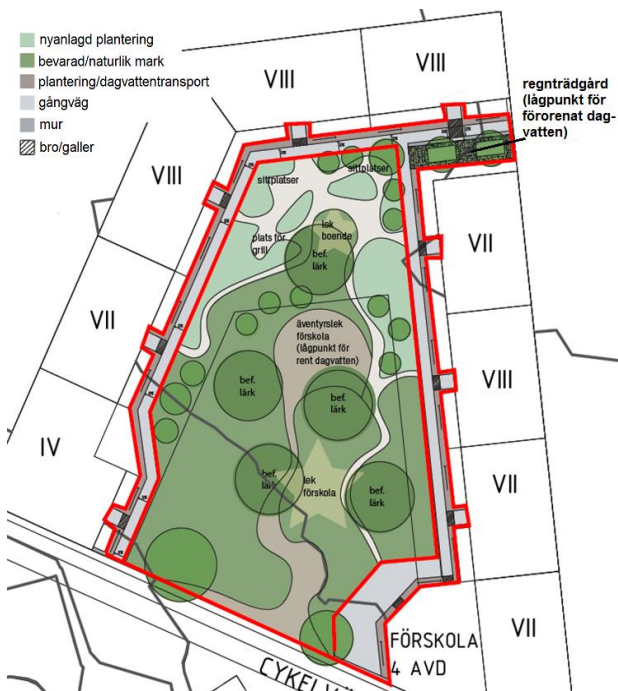 nyanlagd plantering
bevarad/naturlik mark
plantering/dagvattentransport
gångväg
mur
bro/galler
VIII
VIII
regnträdgård
(lågpunkt för
förorenat dag-
vatten)
VIII
sittplatser
sittplatser
plats för
grill
lek
boende
bef.
lärk
VII
VII
äventyrslek
förskola
(lågpunkt för
rent dagvatten)
bef.
lärk
bef.
lärk
VIII
IV
bef.
lärk
lek
förskola
bef.
lärk
VII
FÖRSKOLA
4 AVD
VII
CYKELVÄ